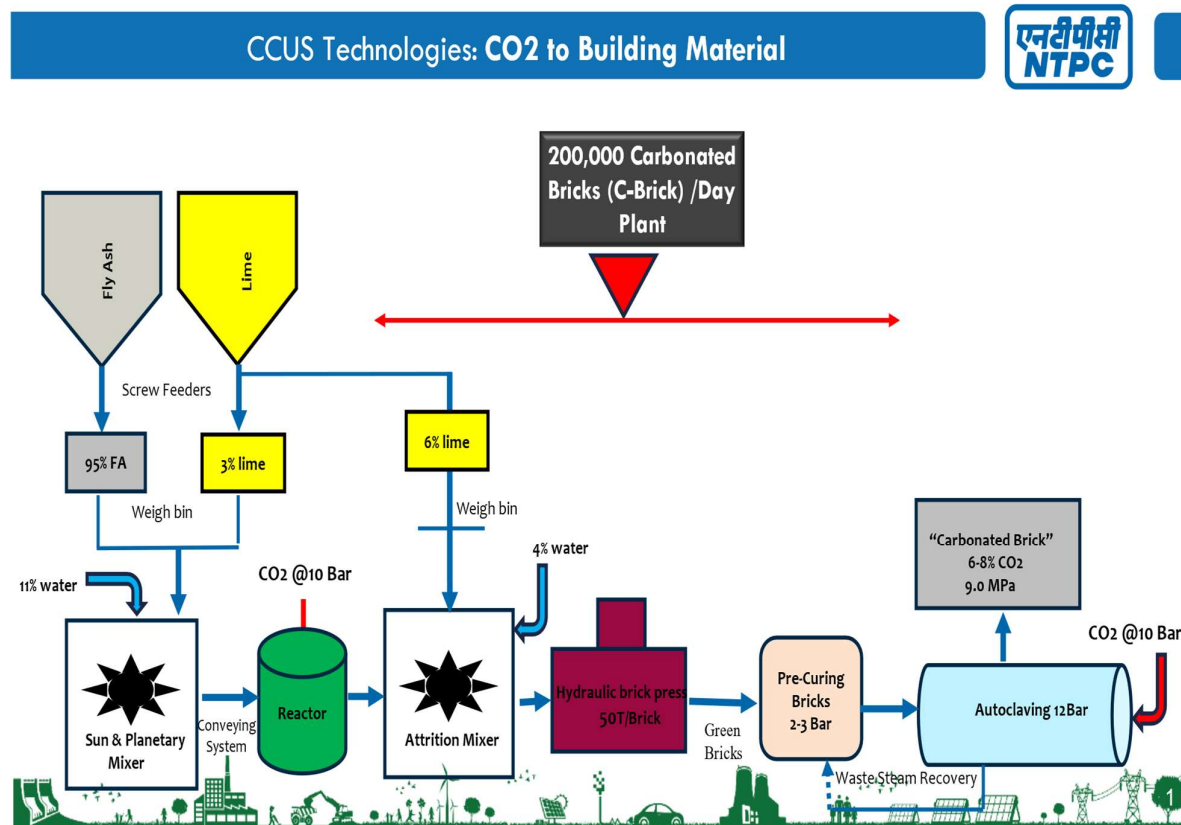 CCUS Technologies: CO2 to Building Material
एनटीपीसी
NTPC
200,000 Carbonated
Bricks (C-Brick) /Day
Plant
Fly Ash
Lime
Screw Feeders
95% FA
3% lime
6% lime
Weigh bin
Weigh bin
11% water
CO2 @10 Bar
4% water
"Carbonated Brick"
6-8% CO2
9.0 MPa
CO2 @10 Bar
Sun & Planetary
Mixer
Conveying
System
Reactor
Attrition Mixer
Hydraulic brick press
50T/Brick
Green
Bricks
Pre-Curing
Bricks
2-3 Bar
Autoclaving 12Bar
Waste Steam Recovery
1